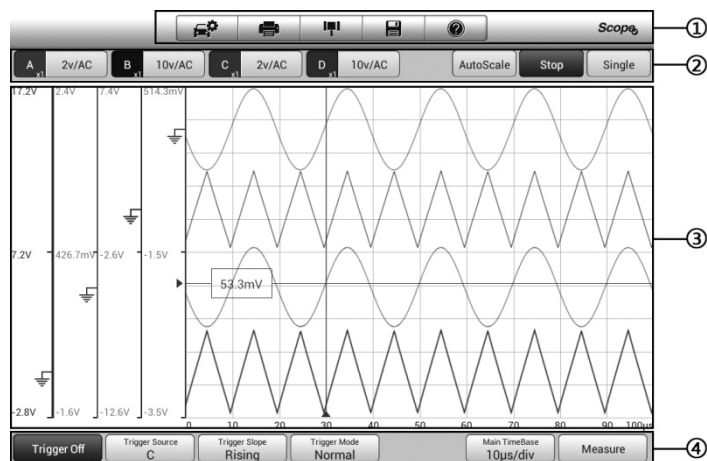 Scope
①
A x1 2v/AC B x1 10v/AC C x1 2v/AC D x1 10v/AC AutoScale Stop Single
②
17.2V 2.4V 7.4V 514.3mV
③
7.2V 426.7mV -2.6V -1.5V
53.3mV
-2.8V -1.6V -12.6V -3.5V
0 10 20 30 40 50 60 70 80 90 100μs
Trigger Off Trigger Source C Trigger Slope Rising Trigger Mode Normal Main TimeBase 10μs/div Measure
④